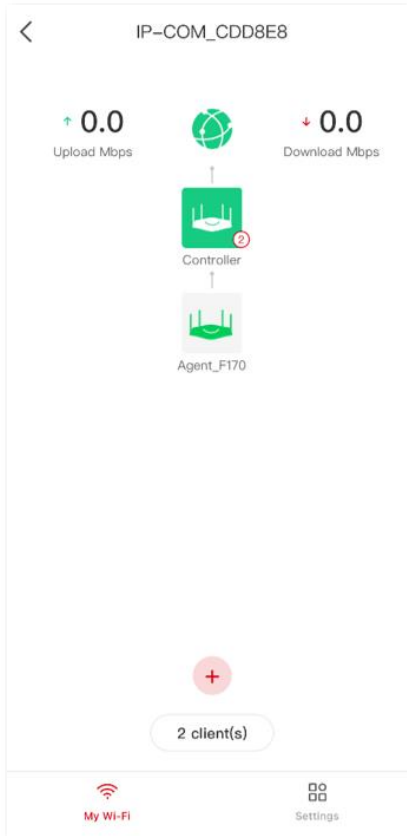 IP-COM_CDD8E8
0.0
Upload Mbps
0.0
Download Mbps
2
Controller
Agent_F170
+
2 client(s)
My Wi-Fi
Settings